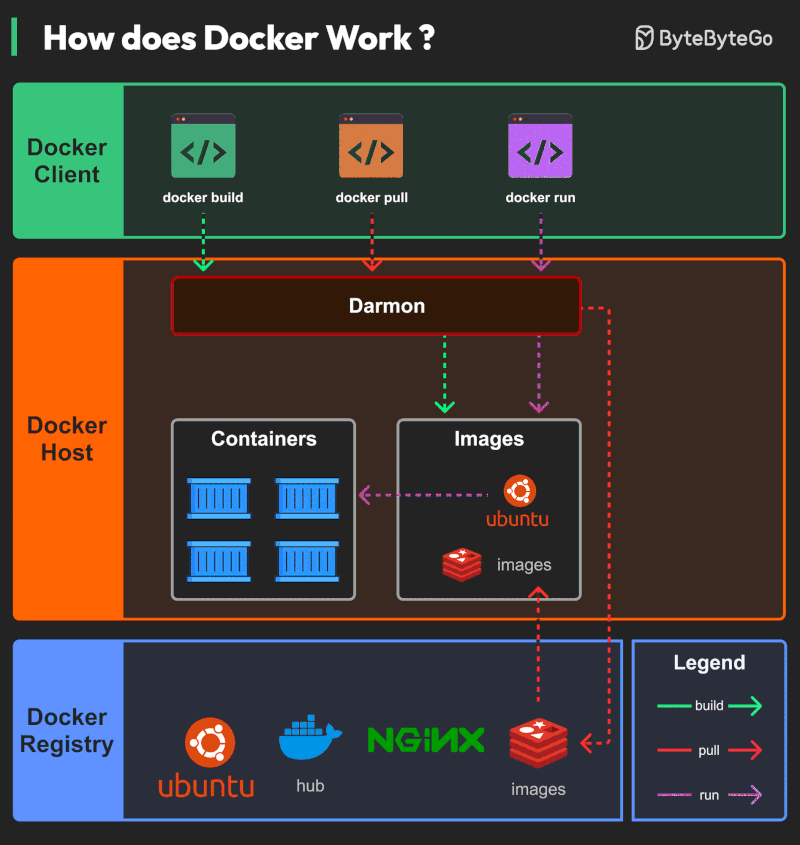 How does Docker Work ?
ByteByteGo
Docker
Client
</>
</>
</>
docker build
docker pull
docker run
Docker
Host
Darmon
Containers
Images
ubuntu
images
Docker
Registry
ubuntu
hub
NGiNX
images
Legend
build
pull
run